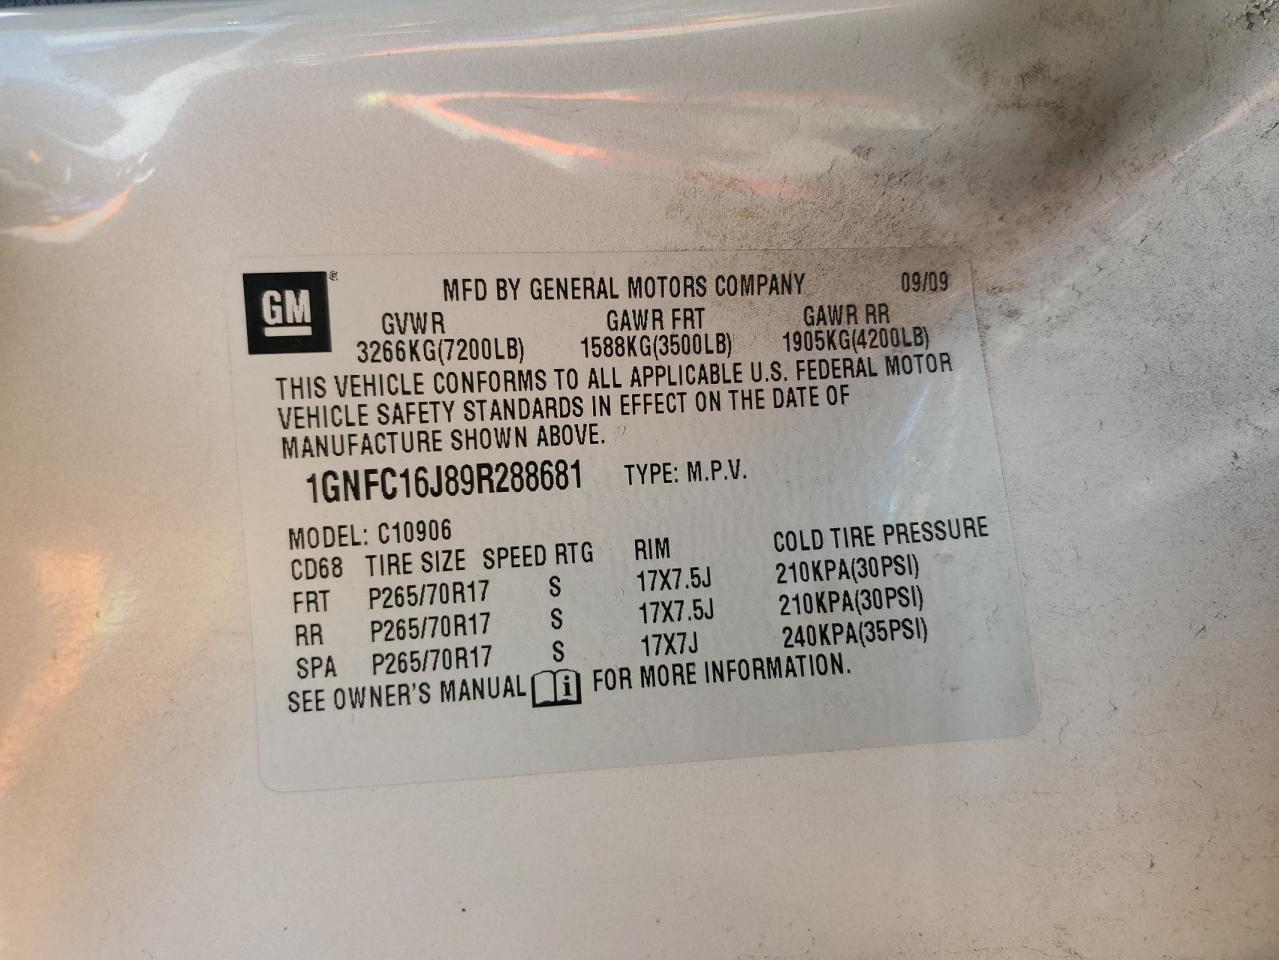 GM ® MFD BY GENERAL MOTORS COMPANY 09/09
GVWR GAWR FRT GAWR RR
3266KG(7200LB) 1588KG(3500LB) 1905KG(4200LB)
THIS VEHICLE CONFORMS TO ALL APPLICABLE U.S. FEDERAL MOTOR
VEHICLE SAFETY STANDARDS IN EFFECT ON THE DATE OF
MANUFACTURE SHOWN ABOVE.
1GNFC16J89R288681 TYPE: M.P.V.
MODEL: C10906
CD68 TIRE SIZE SPEED RTG RIM COLD TIRE PRESSURE
FRT P265/70R17 S 17X7.5J 210KPA(30PSI)
RR P265/70R17 S 17X7.5J 210KPA(30PSI)
SPA P265/70R17 S 17X7J 240KPA(35PSI)
SEE OWNER'S MANUAL i FOR MORE INFORMATION.